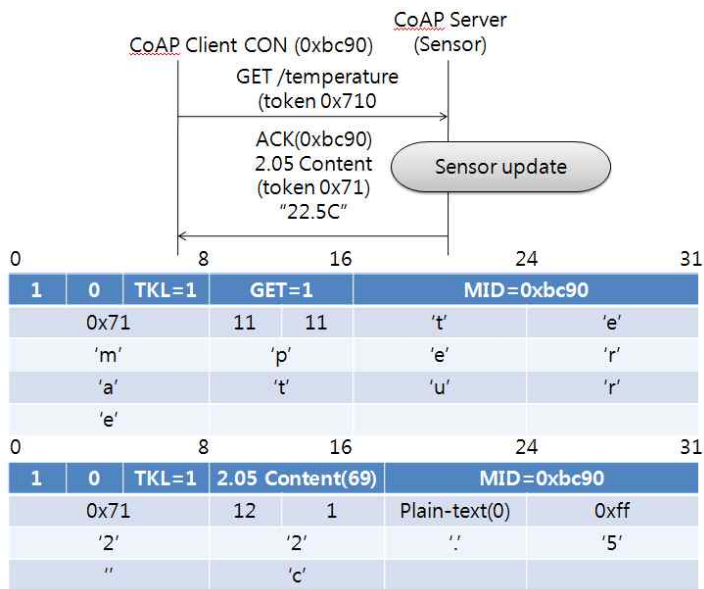 CoAP Server
CoAP Client CON (0xbc90) (Sensor)
GET /temperature
(token 0x710
ACK(0xbc90)
2.05 Content
(token 0x71)
"22.5C"
Sensor update
0 8 16 24 31
1 0 TKL=1 GET=1 MID=0xbc90
0x71 11 11 't' 'e'
'm' 'p' 'e' 'r'
'a' 't' 'u' 'r'
'e'
0 8 16 24 31
1 0 TKL=1 2.05 Content(69) MID=0xbc90
0x71 12 1 Plain-text(0) 0xff
'2' '2' '.' '5'
'' 'c'